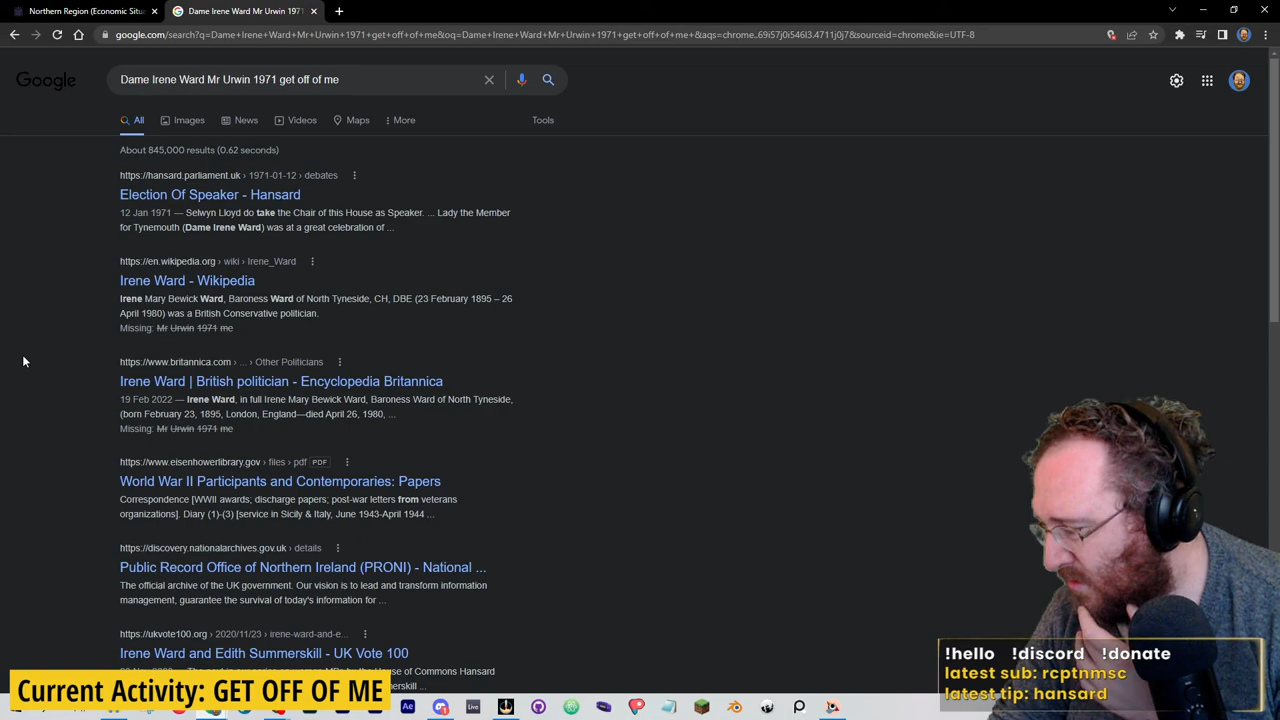 Northern Region (Economic Situ
Dame Irene Ward Mr Urwin 1971
google.com/search?q=Dame+Irene+Ward+Mr+Urwin+1971+get+off+of+me&oq=Dame+Irene+Ward+Mr+Urwin+1971+get+off+of+me+&aqs=chrome..69i57j0i546l3.4711j0j7&sourceid=chrome&ie=UTF-8
Google
Dame Irene Ward Mr Urwin 1971 get off of me
All
Images
News
Videos
Maps
More
Tools
About 845,000 results (0.62 seconds)
https://hansard.parliament.uk › 1971-01-12 › debates
Election Of Speaker - Hansard
12 Jan 1971 — Selwyn Lloyd do take the Chair of this House as Speaker. ... Lady the Member
for Tynemouth (Dame Irene Ward) was at a great celebration of ...
https://en.wikipedia.org › wiki › Irene_Ward
Irene Ward - Wikipedia
Irene Mary Bewick Ward, Baroness Ward of North Tyneside, CH, DBE (23 February 1895 – 26
April 1980) was a British Conservative politician.
Missing: Mr Urwin 1971 me
https://www.britannica.com › ... › Other Politicians
Irene Ward | British politician - Encyclopedia Britannica
19 Feb 2022 — Irene Ward, in full Irene Mary Bewick Ward, Baroness Ward of North Tyneside,
(born February 23, 1895, London, England—died April 26, 1980, ...
Missing: Mr Urwin 1971 me
https://www.eisenhowerlibrary.gov › files › pdf PDF
World War II Participants and Contemporaries: Papers
Correspondence [WWII awards; discharge papers; post-war letters from veterans
organizations]. Diary (1)-(3) [service in Sicily & Italy, June 1943-April 1944 ...
https://discovery.nationalarchives.gov.uk › details
Public Record Office of Northern Ireland (PRONI) - National ...
The official archive of the UK government. Our vision is to lead and transform information
management, guarantee the survival of today's information for ...
https://ukvote100.org › 2020/11/23 › irene-ward-and-e...
Irene Ward and Edith Summerskill - UK Vote 100
House of Commons Hansard
Current Activity: GET OFF OF ME
!hello !discord !donate
latest sub: rcptnmsc
latest tip: hansard
Ae
Live